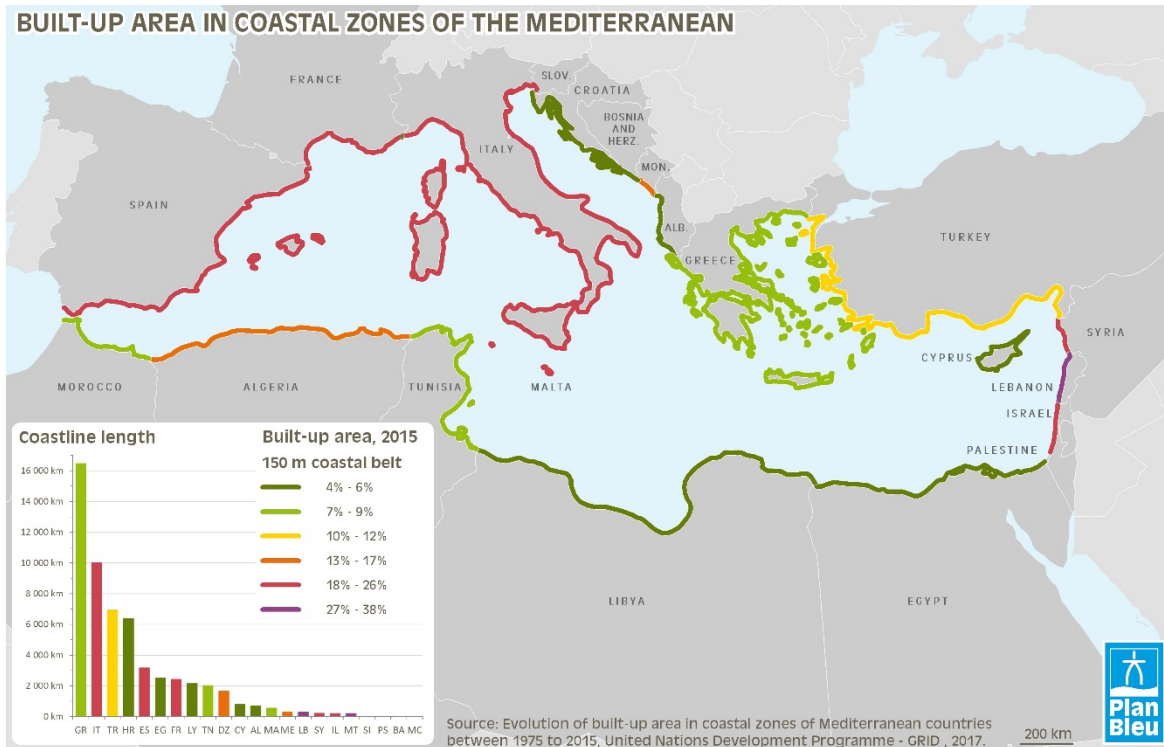 BUILT-UP AREA IN COASTAL ZONES OF THE MEDITERRANEAN
FRANCE
SLOV.
CROATIA
BOSNIA
AND
HERZ.
ITALY
MON.
SPAIN
ALB.
GREECE
TURKEY
CYPRUS
SYRIA
LEBANON
ISRAEL
PALESTINE
MOROCCO
ALGERIA
TUNISIA
MALTA
LIBYA
EGYPT
Coastline length
16 000 km
14 000 km
12 000 km
10 000 km
8 000 km
6 000 km
4 000 km
2 000 km
0 km
GR IT TR HR ES EG FR LY TN DZ CY AL MA ME LB SY IL MT SI PS BA MC
Built-up area, 2015
150 m coastal belt
4% - 6%
7% - 9%
10% - 12%
13% - 17%
18% - 26%
27% - 38%
Source: Evolution of built-up area in coastal zones of Mediterranean countries
between 1975 to 2015, United Nations Development Programme - GRID , 2017.
200 km
Plan
Bleu